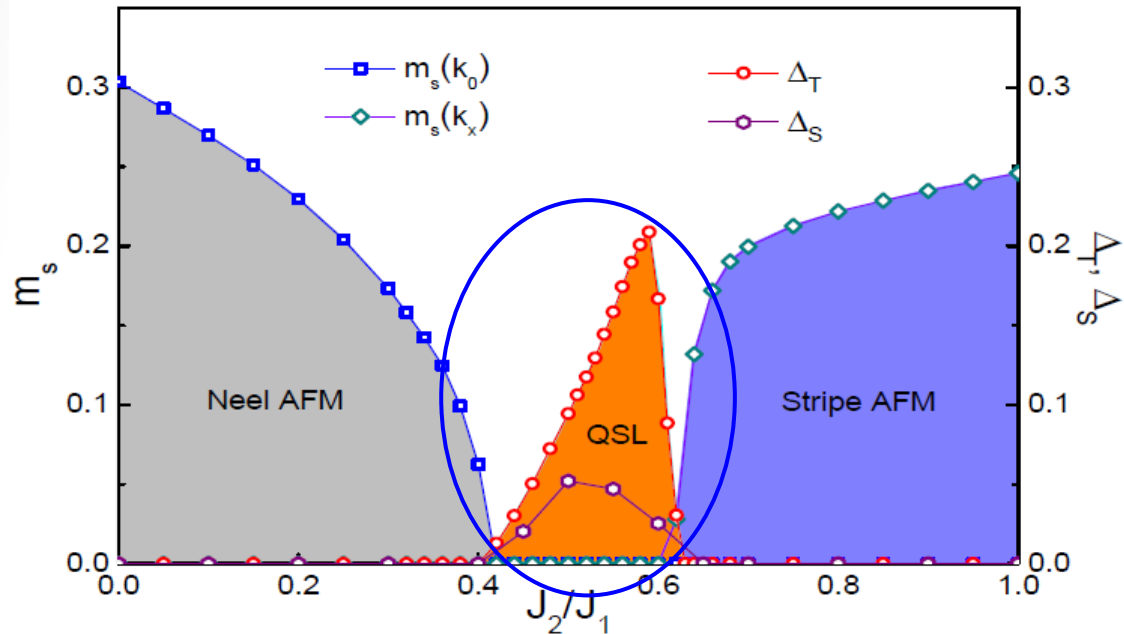 m_s(k_0)
m_s(k_x)
Δ_T
Δ_S
0.3
0.2
0.1
0.0
m_s
0.3
0.2
0.1
0.0
Δ_T, Δ_S
Neel AFM
QSL
Stripe AFM
0.0 0.2 0.4 0.6 0.8 1.0
J_2/J_1